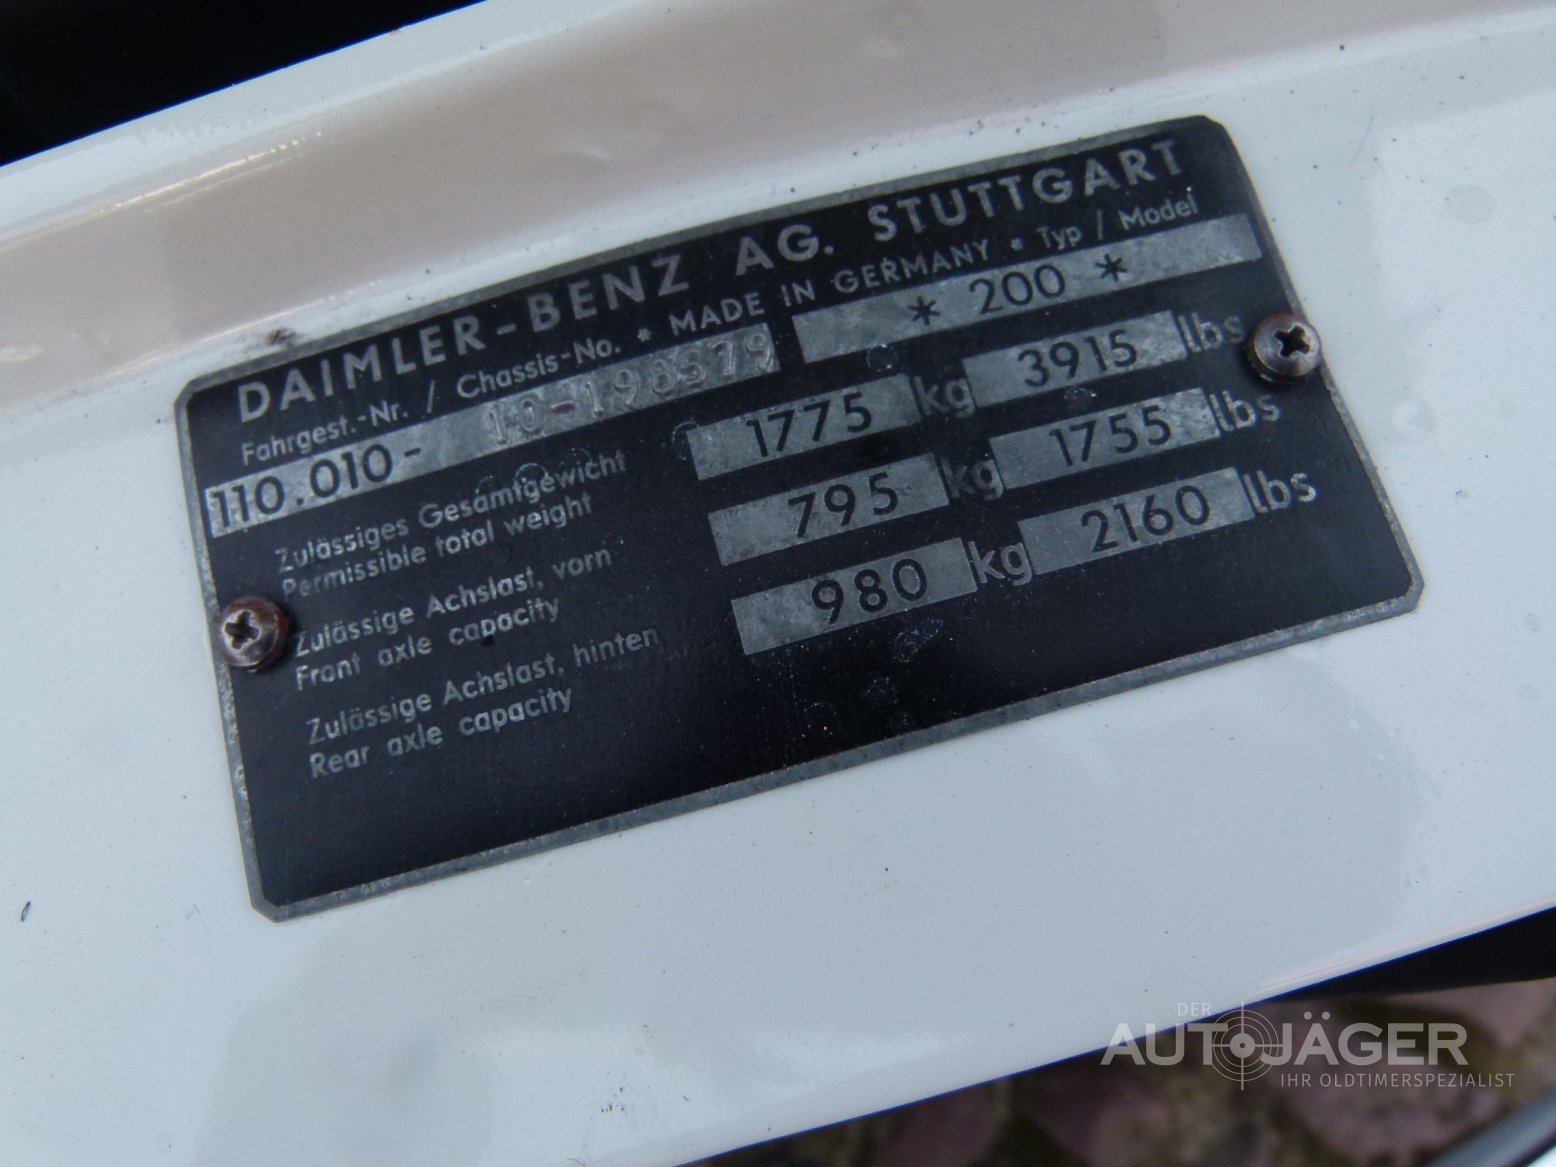 DAIMLER-BENZ AG. STUTTGART
Fahrgest.-Nr. / Chassis-No. • MADE IN GERMANY • Typ / Model
110.010- 10-198579 * 200 *
Zulässiges Gesamtgewicht
Permissible total weight
1775 kg 3915 lbs
Zulässige Achslast, vorn
Front axle capacity
795 kg 1755 lbs
Zulässige Achslast, hinten
Rear axle capacity
980 kg 2160 lbs
DER
AUTOJÄGER
IHR OLDTIMERSPEZIALIST